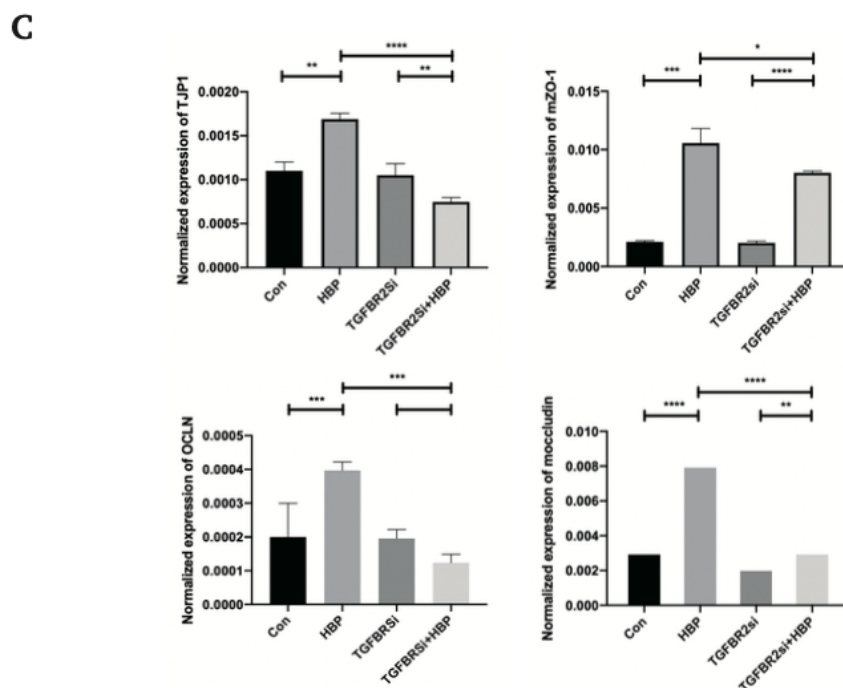 C
Normalized expression of TJP1
0.0020
0.0015
0.0010
0.0005
0.0000
**
****
**
Con
HBP
TGFBR2Si
TGFBR2Si+HBP
Normalized expression of mZO-1
0.015
0.010
0.005
0.000
***
*
****
Con
HBP
TGFBR2si
TGFBR2si+HBP
Normalized expression of OCLN
0.0005
0.0004
0.0002
0.0001
0.0000
***
***
Con
HBP
TGFBRSi
TGFBRSi+HBP
Normalized expression of moccludin
0.010
0.008
0.006
0.004
0.002
0.000
****
****
**
Con
HBP
TGFBR2si
TGFBR2si+HBP